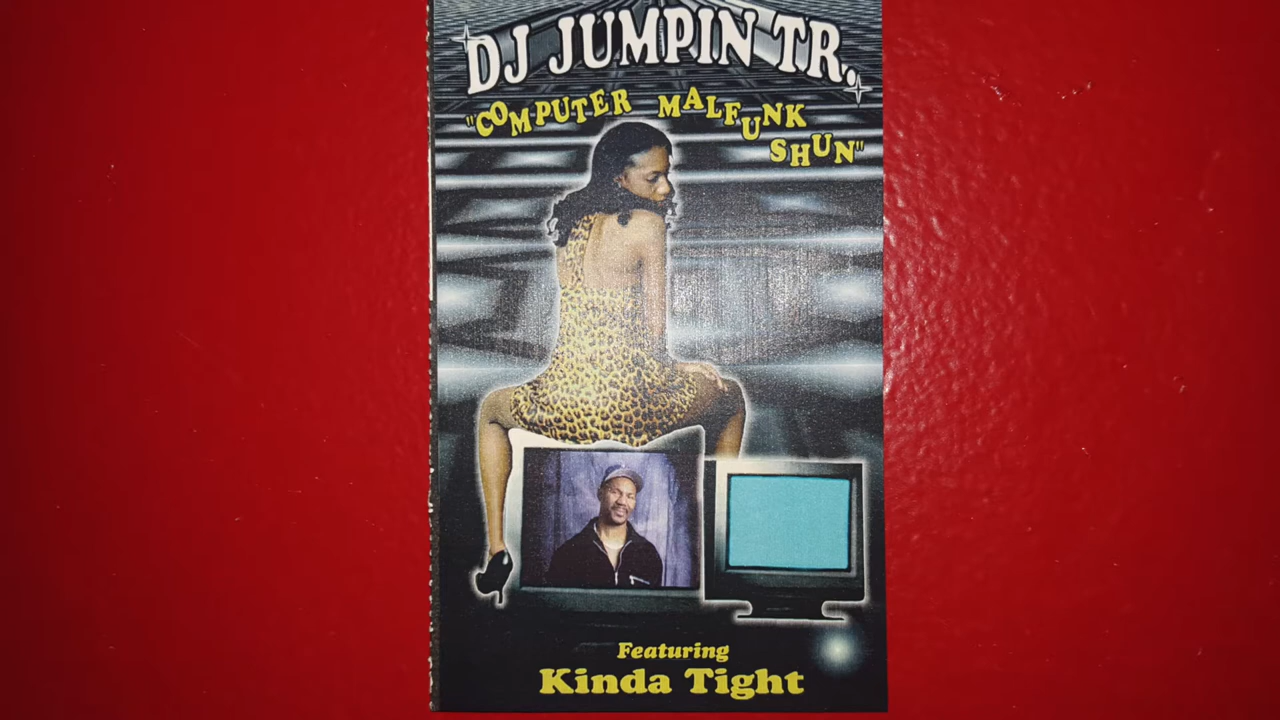 DJ JUMPIN TR.
"COMPUTER MALFUNK
SHUN"
Featuring
Kinda Tight